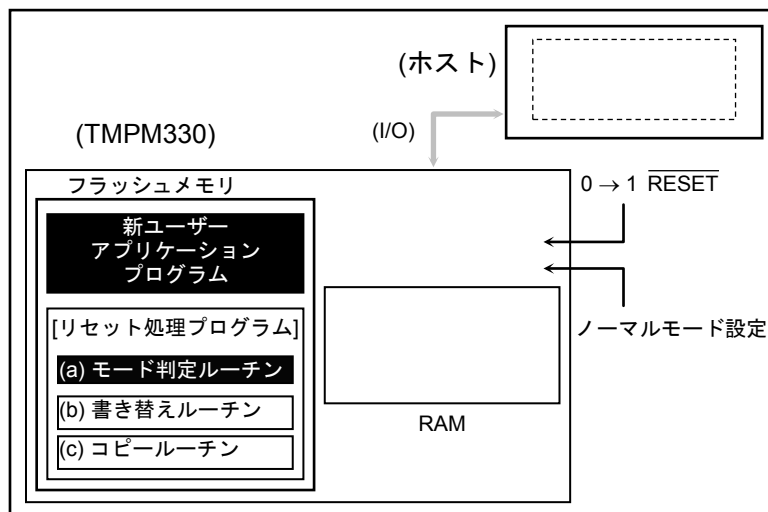 (ホスト)
(TMPM330)
(I/O)
フラッシュメモリ
0 → 1 RESET
新ユーザー
アプリケーション
プログラム
[リセット処理プログラム]
ノーマルモード設定
(a) モード判定ルーチン
(b) 書き替えルーチン
RAM
(c) コピールーチン